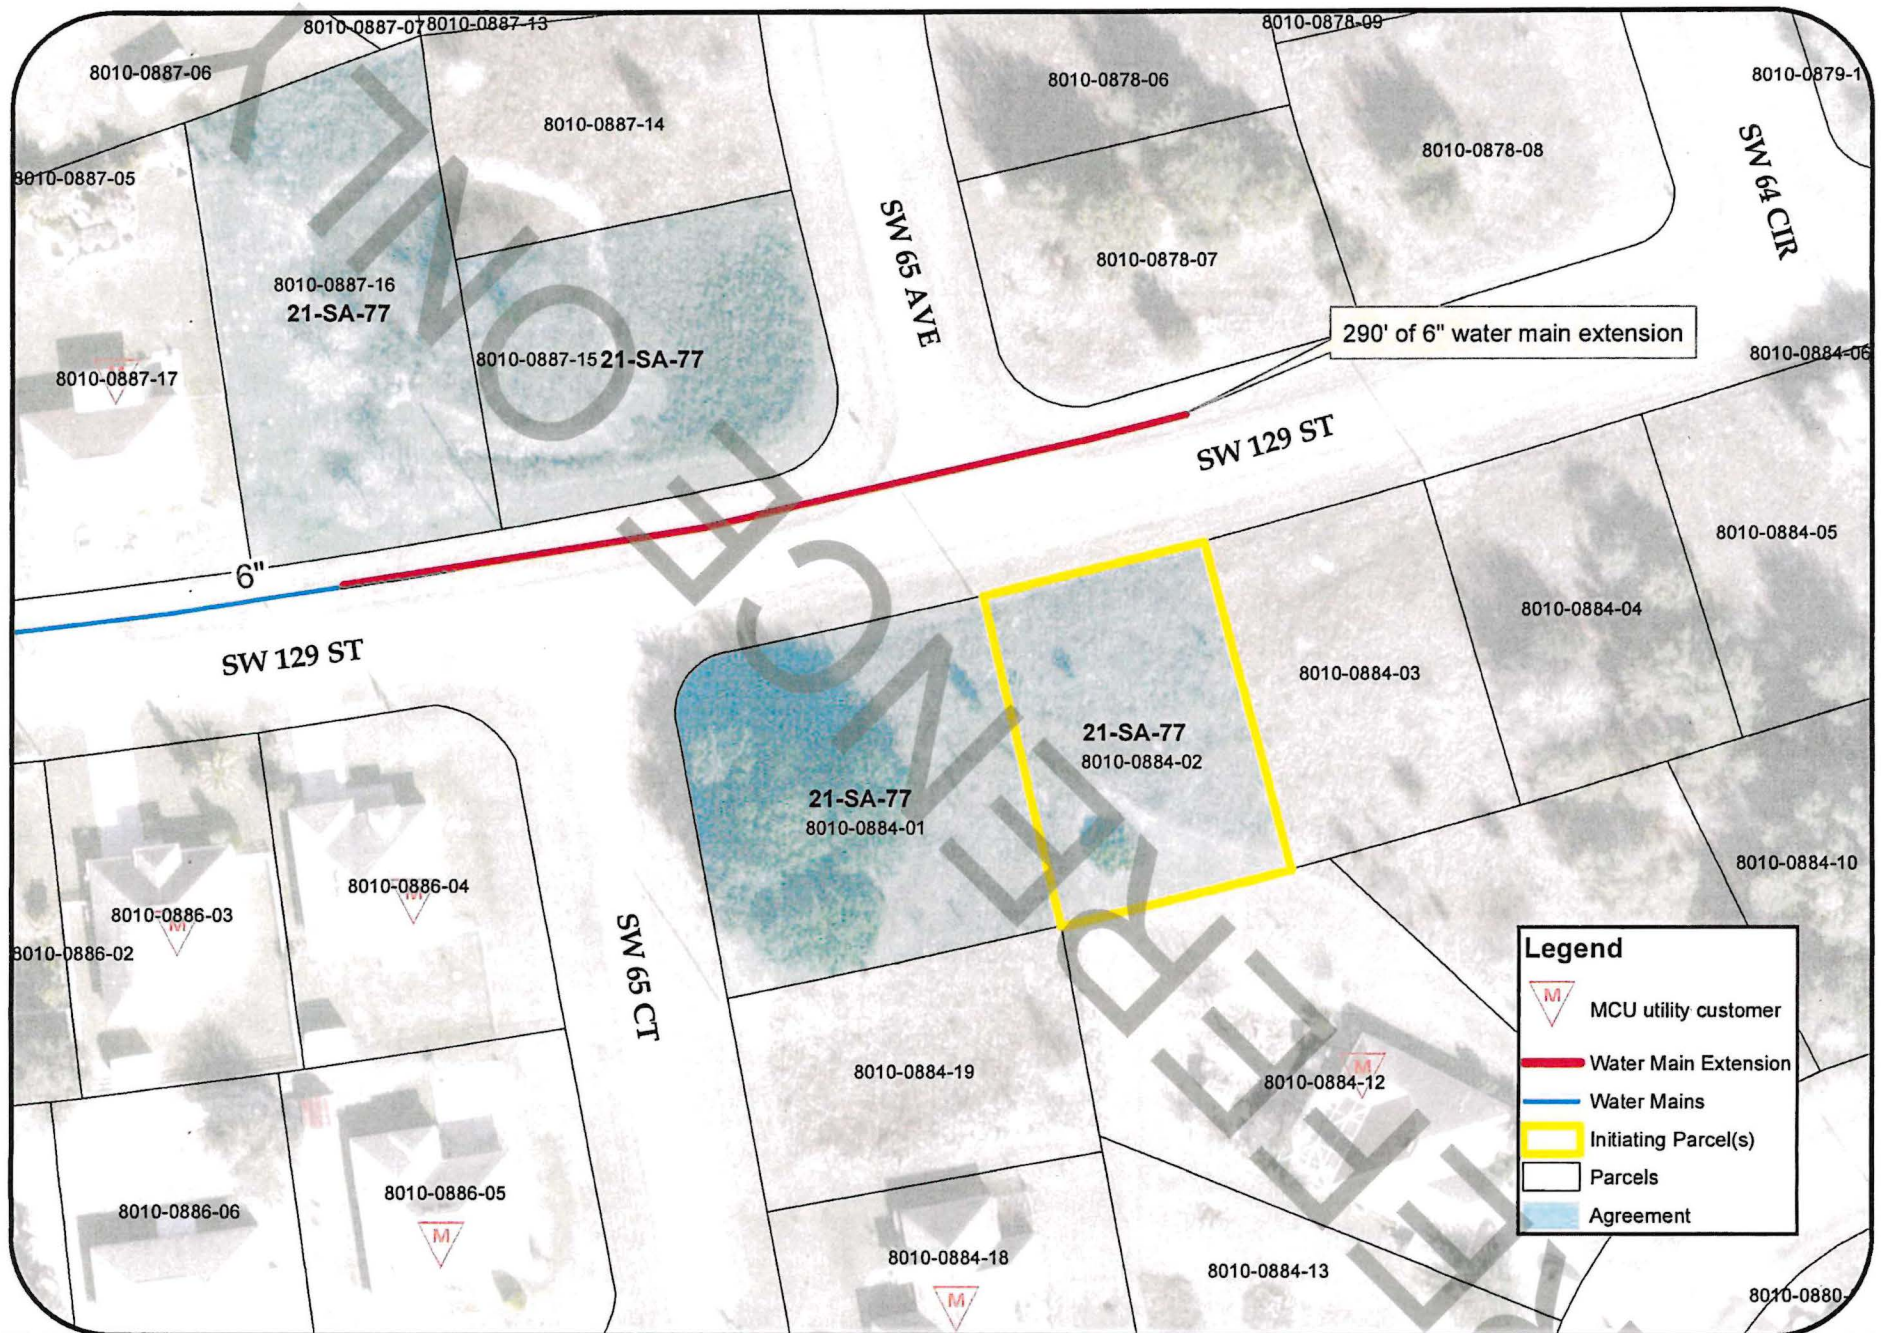 8010-0887-07
8010-0887-13
8010-0878-09
8010-0887-06
8010-0878-06
8010-0879-1
8010-0887-14
8010-0878-08
8010-0887-05
SW 64 CIR
8010-0878-07
SW 65 AVE
8010-0887-16
21-SA-77
290' of 6" water main extension
8010-0887-15 21-SA-77
8010-0884-06
8010-0887-17
SW 129 ST
6"
8010-0884-05
8010-0884-04
SW 129 ST
8010-0884-03
21-SA-77
8010-0884-02
21-SA-77
8010-0884-01
8010-0884-10
8010-0886-04
M
8010-0886-03
M
8010-0886-02
SW 65 CT
8010-0884-19
8010-0884-12
M
8010-0886-05
M
8010-0886-06
8010-0884-18
M
8010-0884-13
8010-0880-
Legend
M MCU utility customer
Water Main Extension
Water Mains
Initiating Parcel(s)
Parcels
Agreement
REFERENCE ONLY